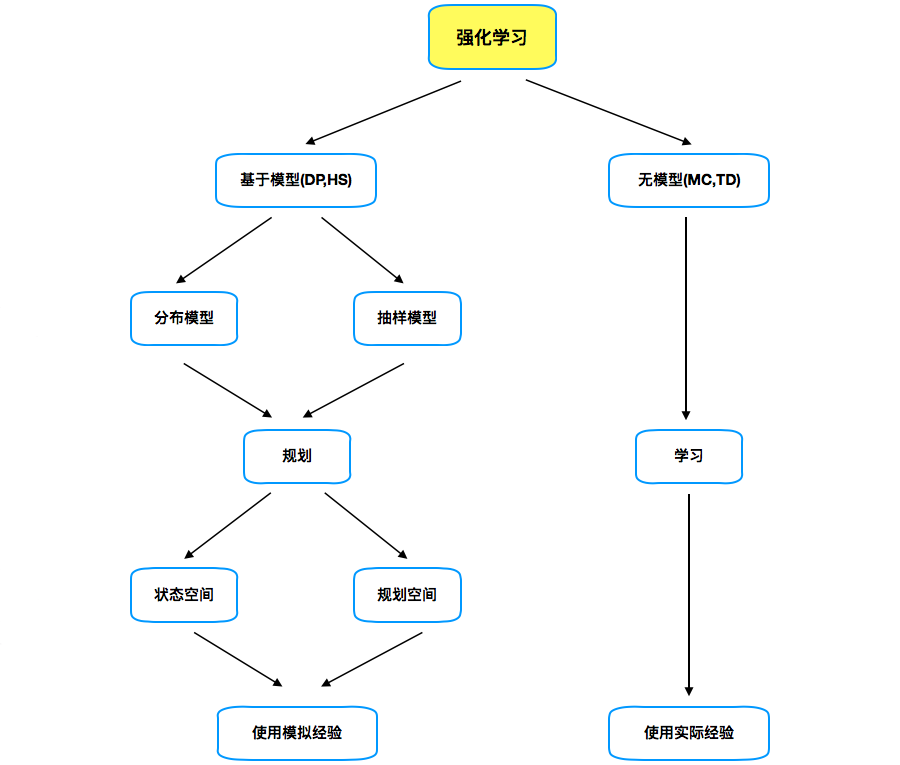 强化学习
基于模型(DP,HS)
无模型(MC,TD)
分布模型
抽样模型
规划
学习
状态空间
规划空间
使用模拟经验
使用实际经验